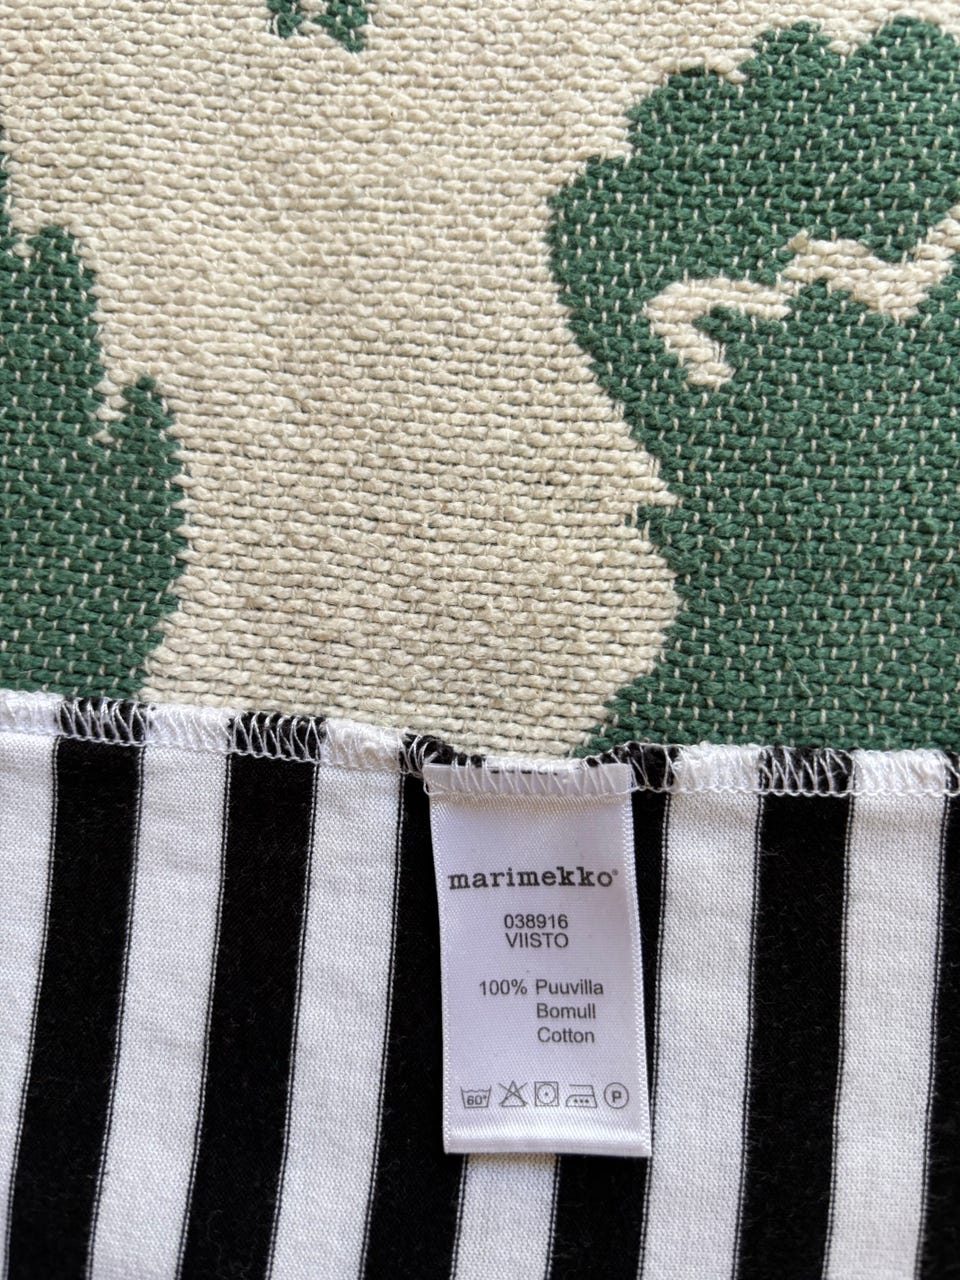 marimekko®
038916
VIISTO
100% Puuvilla
Bomull
Cotton
60° P